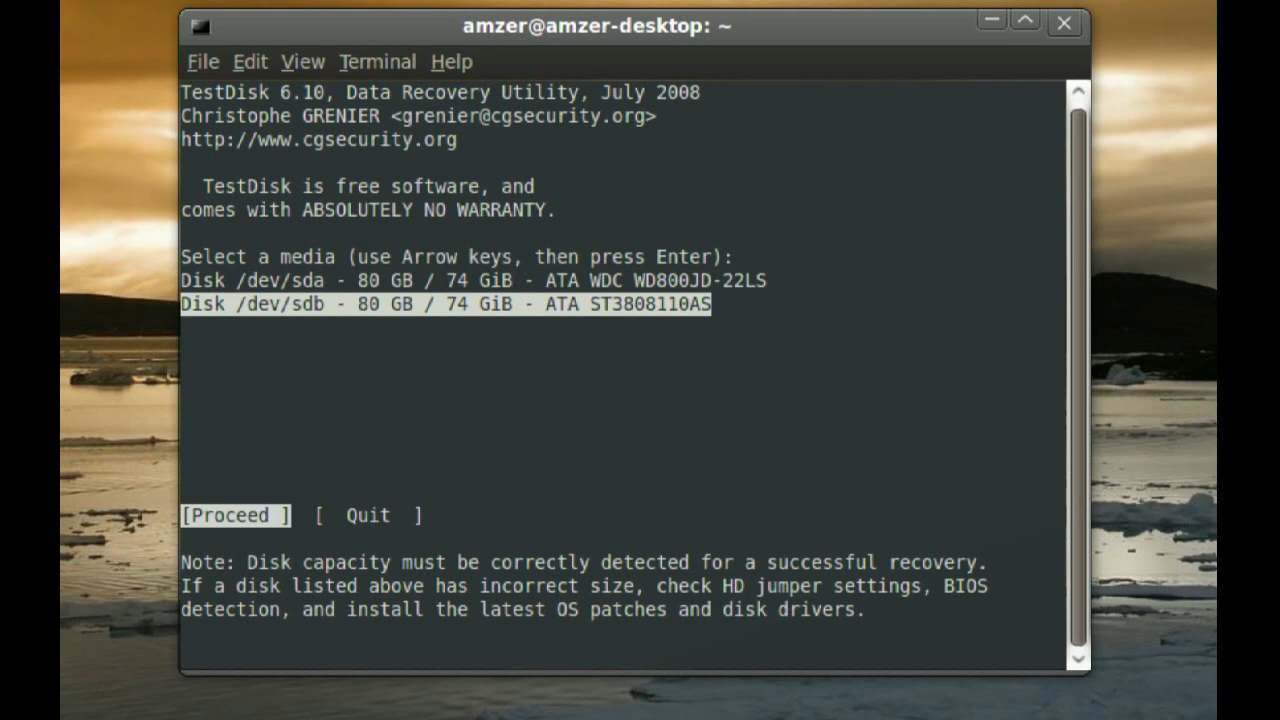 amzer@amzer-desktop: ~
File Edit View Terminal Help
TestDisk 6.10, Data Recovery Utility, July 2008
Christophe GRENIER <grenier@cgsecurity.org>
http://www.cgsecurity.org
TestDisk is free software, and
comes with ABSOLUTELY NO WARRANTY.
Select a media (use Arrow keys, then press Enter):
Disk /dev/sda - 80 GB / 74 GiB - ATA WDC WD800JD-22LS
Disk /dev/sdb - 80 GB / 74 GiB - ATA ST3808110AS
[Proceed ] [ Quit ]
Note: Disk capacity must be correctly detected for a successful recovery.
If a disk listed above has incorrect size, check HD jumper settings, BIOS
detection, and install the latest OS patches and disk drivers.